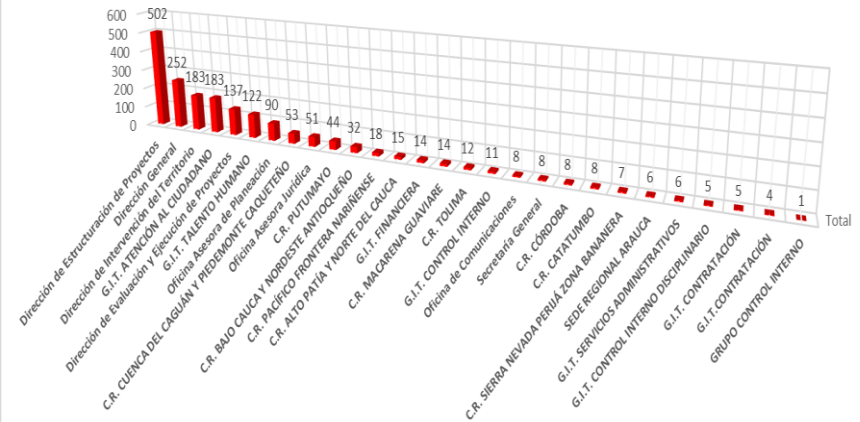 600
500
400
300
200
100
0
502
252
183
183
137
122
90
53
51
44
32
18
15
14
14
12
11
8
8
8
8
7
6
6
5
5
4
1
Total
Dirección de Estructuración de Proyectos
Dirección General
Dirección de Intervención del Territorio
G.I.T. ATENCIÓN AL CIUDADANO
Dirección de Evaluación y Ejecución de Proyectos
G.I.T. TALENTO HUMANO
Oficina Asesora de Planeación
C.R. CUENCA DEL CAGUÁN Y PIEDEMONTE CAQUETEÑO
Oficina Asesora Jurídica
C.R. PUTUMAYO
C.R. BAJO CAUCA Y NORDESTE ANTIOQUEÑO
C.R. PACÍFICO FRONTERA NARIÑENSE
C.R. ALTO PATÍA Y NORTE DEL CAUCA
G.I.T. FINANCIERA
C.R. MACARENA GUAVIARE
C.R. TOLIMA
G.I.T. CONTROL INTERNO
Oficina de Comunicaciones
Secretaría General
C.R. CÓRDOBA
C.R. CATATUMBO
C.R. SIERRA NEVADA PERIJÁ ZONA BANANERA
SEDE REGIONAL ARAUCA
G.I.T. SERVICIOS ADMINISTRATIVOS
G.I.T. CONTROL INTERNO DISCIPLINARIO
G.I.T. CONTRATACIÓN
G.I.T.CONTRATACIÓN
GRUPO CONTROL INTERNO